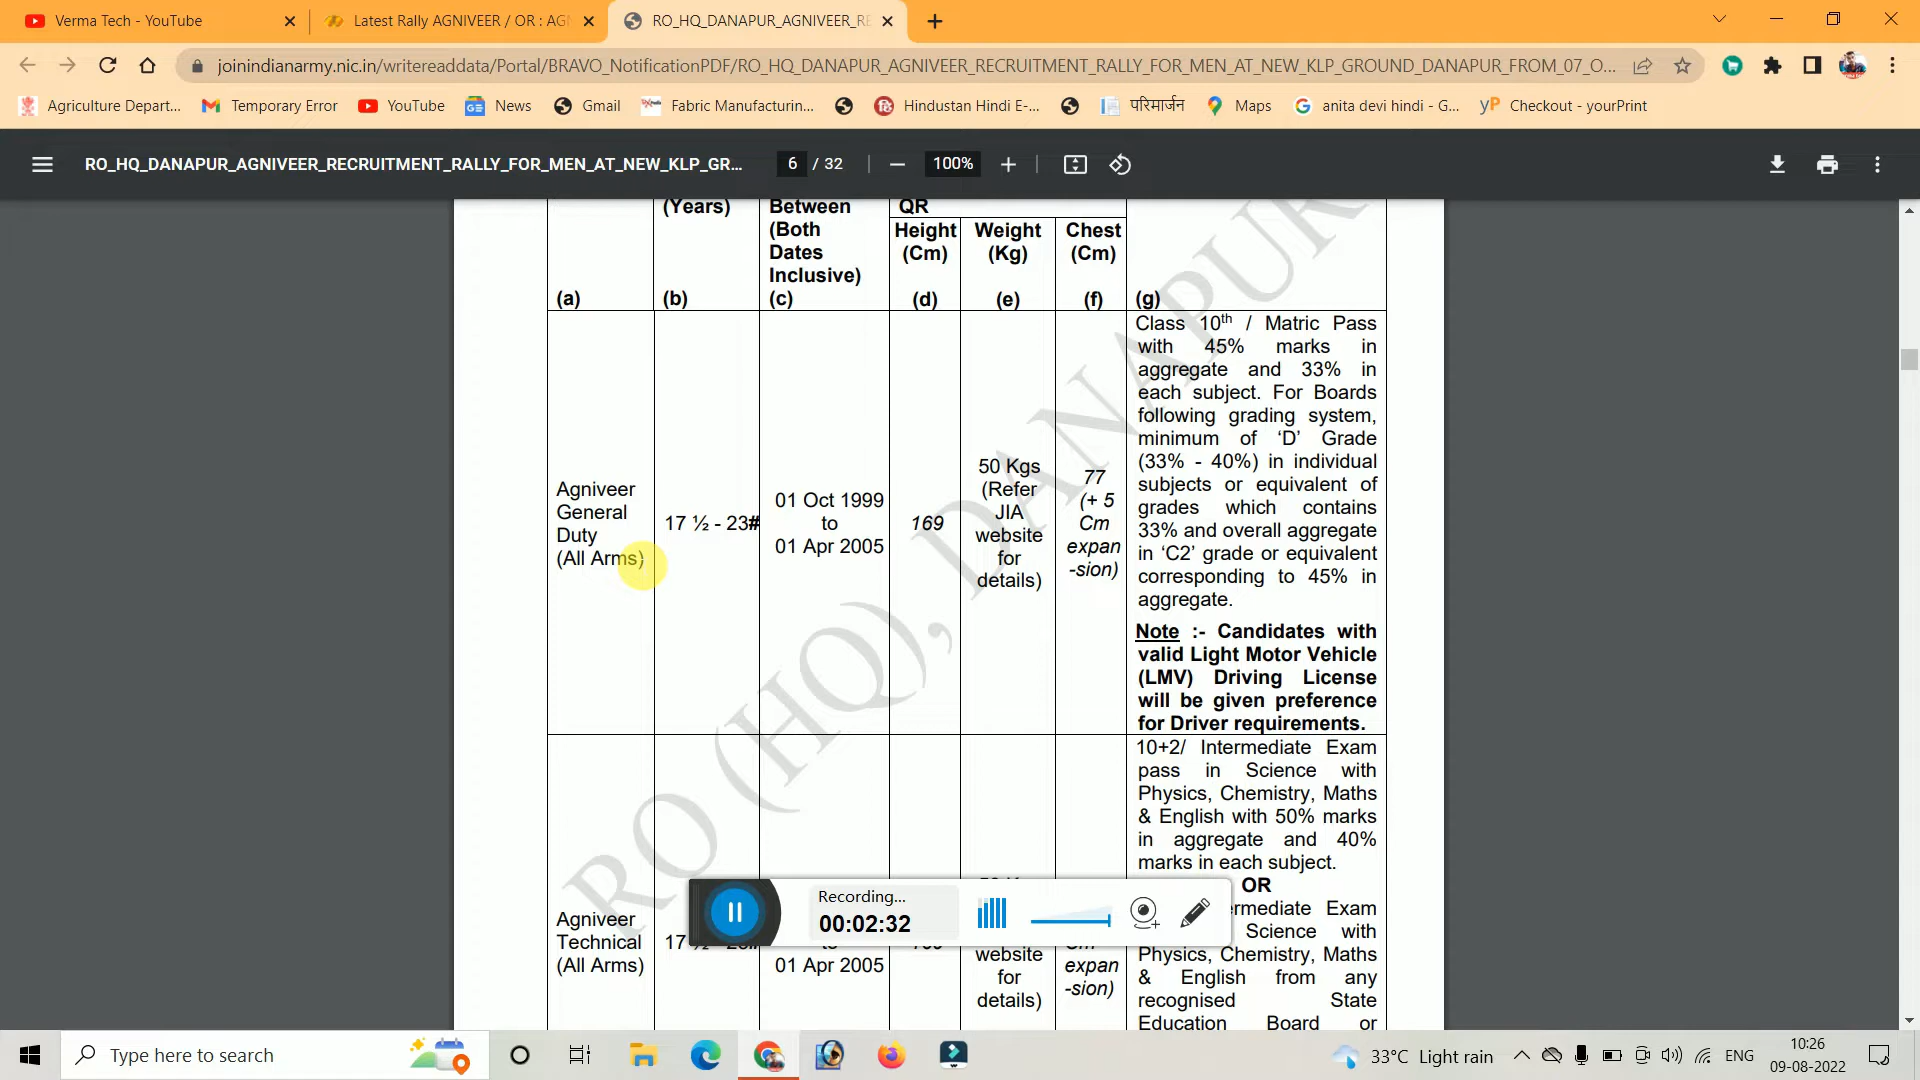 Verma Tech - YouTube
Latest Rally AGNIVEER / OR : AG
RO_HQ_DANAPUR_AGNIVEER_RE
joinindianarmy.nic.in/writereaddata/Portal/BRAVO_NotificationPDF/RO_HQ_DANAPUR_AGNIVEER_RECRUITMENT_RALLY_FOR_MEN_AT_NEW_KLP_GROUND_DANAPUR_FROM_07_O...
Agriculture Depart...
Temporary Error
YouTube
News
Gmail
Fabric Manufacturin...
Hindustan Hindi E-...
परिमार्जन
Maps
anita devi hindi - G...
yP Checkout - yourPrint
RO_HQ_DANAPUR_AGNIVEER_RECRUITMENT_RALLY_FOR_MEN_AT_NEW_KLP_GR...
6 / 32
100%
(Years)
(b)
(a)
Between
(Both
Dates
Inclusive)
(c)
QR
Height
(Cm)
(d)
Weight
(Kg)
(e)
Chest
(Cm)
(f)
(g)
Agniveer
General
Duty
(All Arms)
17 ½ - 23#
01 Oct 1999
to
01 Apr 2005
169
50 Kgs
(Refer
JIA
website
for
details)
77
(+ 5
Cm
expan
-sion)
Class 10th / Matric Pass
with 45% marks in
aggregate and 33% in
each subject. For Boards
following grading system,
minimum of ‘D’ Grade
(33% - 40%) in individual
subjects or equivalent of
grades which contains
33% and overall aggregate
in ‘C2’ grade or equivalent
corresponding to 45% in
aggregate.
Note :- Candidates with
valid Light Motor Vehicle
(LMV) Driving License
will be given preference
for Driver requirements.
Agniveer
Technical
(All Arms)
01 Apr 2005
website
for
details)
expan
-sion)
10+2/ Intermediate Exam
pass in Science with
Physics, Chemistry, Maths
& English with 50% marks
in aggregate and 40%
marks in each subject.
OR
Exam
Science with
Physics, Chemistry, Maths
& English from any
recognised State
Education Board or
RO (HQ), DANAPUR
Recording...
00:02:32
Type here to search
33°C Light rain
ENG
10:26
09-08-2022